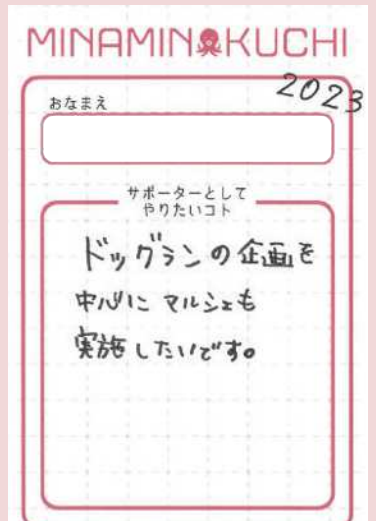 MINAMINOKUCHI
2023
おなまえ
サポーターとして
やりたいコト
ドッグランの企画を
中心にマルシェも
実施したいです。